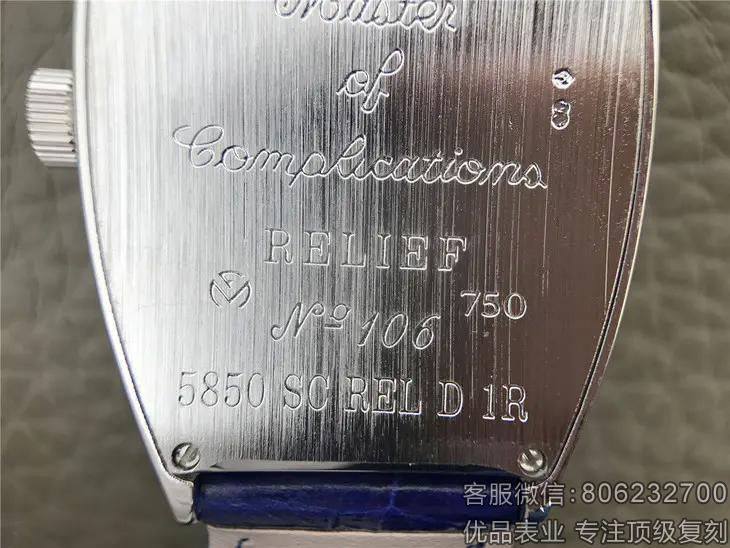 Master
of
Complications
RELIEF
750
Nº 106
5850 SC REL D 1R
客服微信:806232700
优品表业 专注顶级复刻